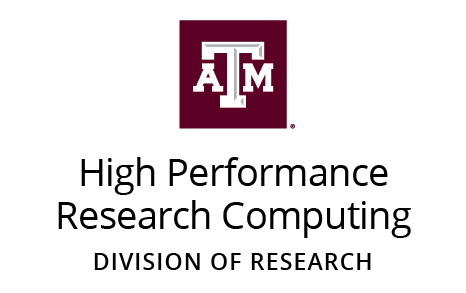 ATM
®
High Performance
Research Computing
DIVISION OF RESEARCH